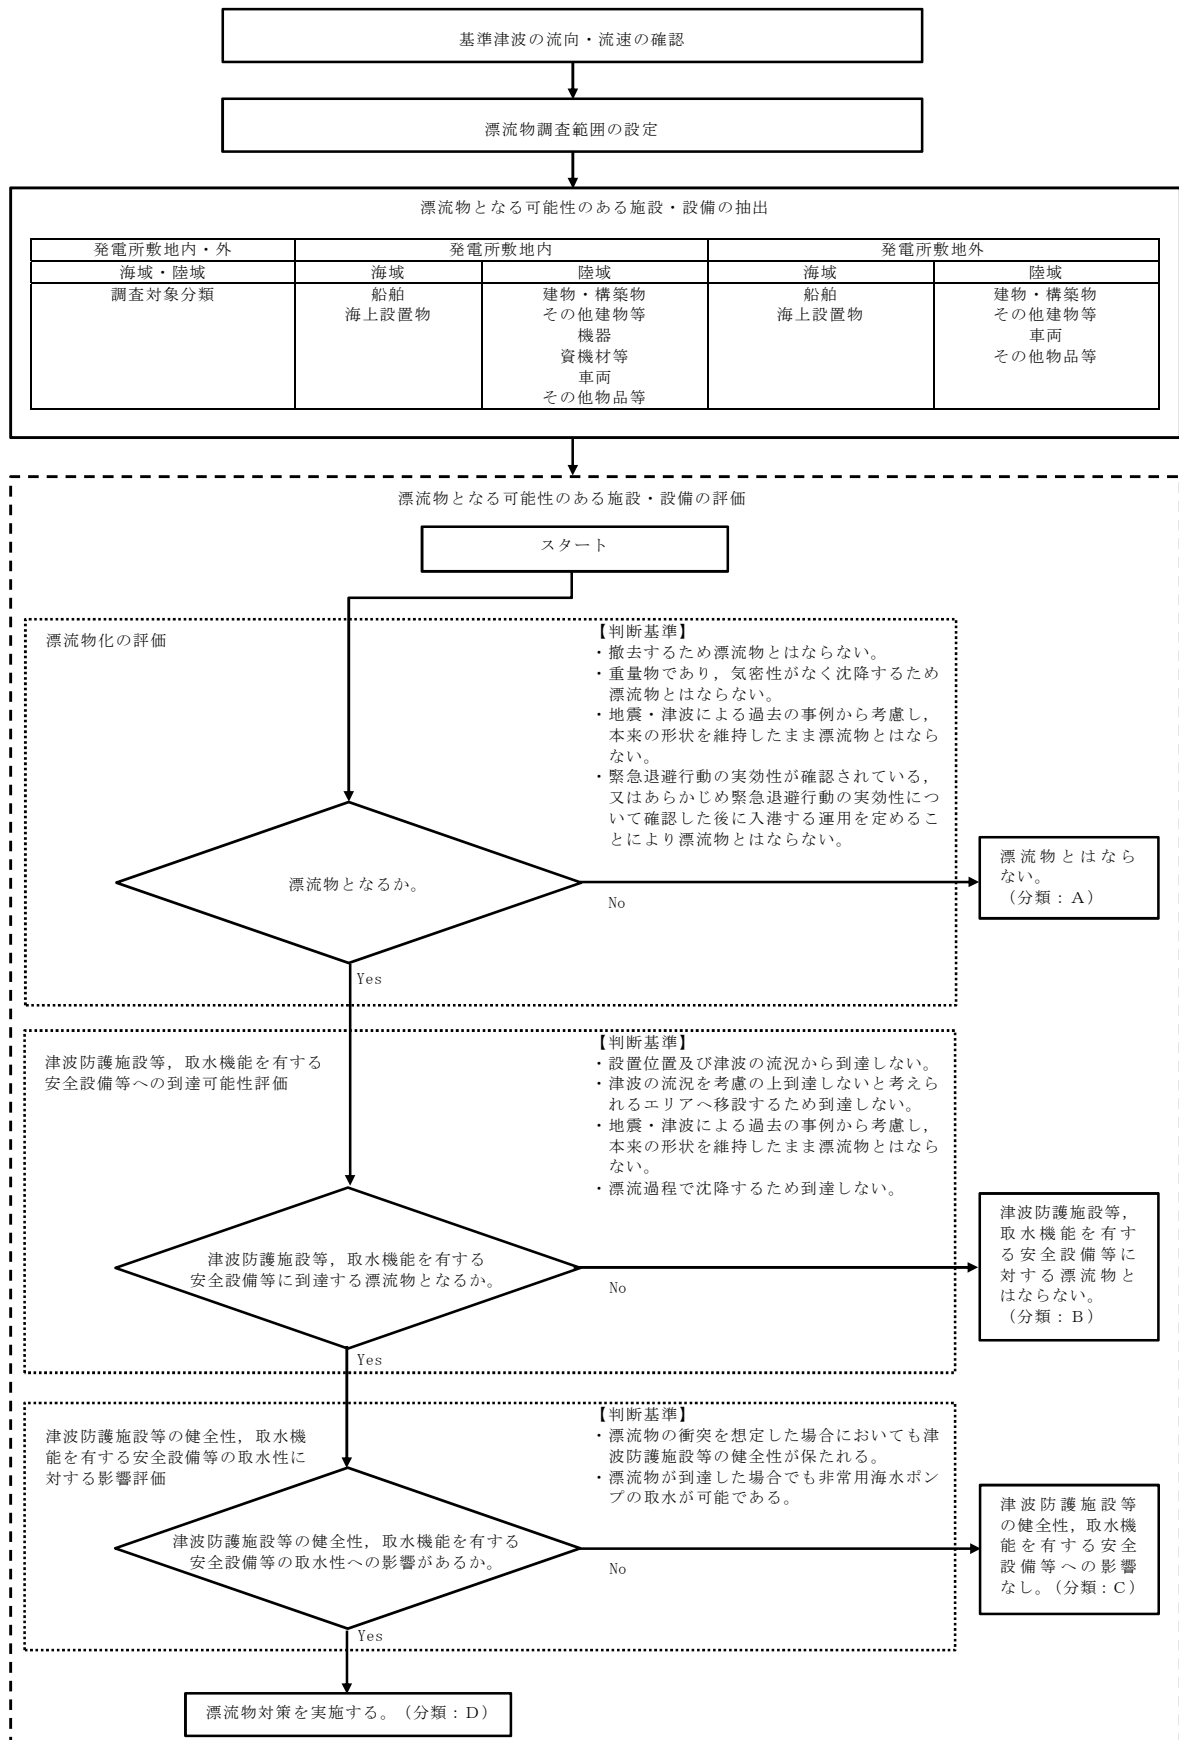 基準津波の流向・流速の確認
漂流物調査範囲の設定
漂流物となる可能性のある施設・設備の抽出
発電所敷地内・外 発電所敷地内 発電所敷地外
海域・陸域 海域 陸域 海域 陸域
調査対象分類 船舶 建物・構築物 船舶 建物・構築物
海上設置物 その他建物等 海上設置物 その他建物等
機器 車両
資機材等 その他物品等
車両
その他物品等
漂流物となる可能性のある施設・設備の評価
スタート
漂流物化の評価
【判断基準】
・撤去するため漂流物とはならない。
・重量物であり，気密性がなく沈降するため
漂流物とはならない。
・地震・津波による過去の事例から考慮し，
本来の形状を維持したまま漂流物とはなら
ない。
・緊急退避行動の実効性が確認されている，
又はあらかじめ緊急退避行動の実効性につ
いて確認した後に入港する運用を定めるこ
とにより漂流物とはならない。
漂流物となるか。
No
漂流物とはなら
ない。
（分類：A）
Yes
津波防護施設等，取水機能を有する
安全設備等への到達可能性評価
【判断基準】
・設置位置及び津波の流況から到達しない。
・津波の流況を考慮の上到達しないと考えら
れるエリアへ移設するため到達しない。
・地震・津波による過去の事例から考慮し，
本来の形状を維持したまま漂流物とはなら
ない。
・漂流過程で沈降するため到達しない。
津波防護施設等，取水機能を有する
安全設備等に到達する漂流物となるか。
No
津波防護施設等，
取水機能を有す
る安全設備等に
対する漂流物と
はならない。
（分類：B）
Yes
津波防護施設等の健全性，取水機
能を有する安全設備等の取水性に
対する影響評価
【判断基準】
・漂流物の衝突を想定した場合においても津
波防護施設等の健全性が保たれる。
・漂流物が到達した場合でも非常用海水ポン
プの取水が可能である。
津波防護施設等の健全性，取水機能を有する
安全設備等の取水性への影響があるか。
No
津波防護施設等
の健全性，取水機
能を有する安全
設備等への影響
なし。（分類：C）
Yes
漂流物対策を実施する。（分類：D）